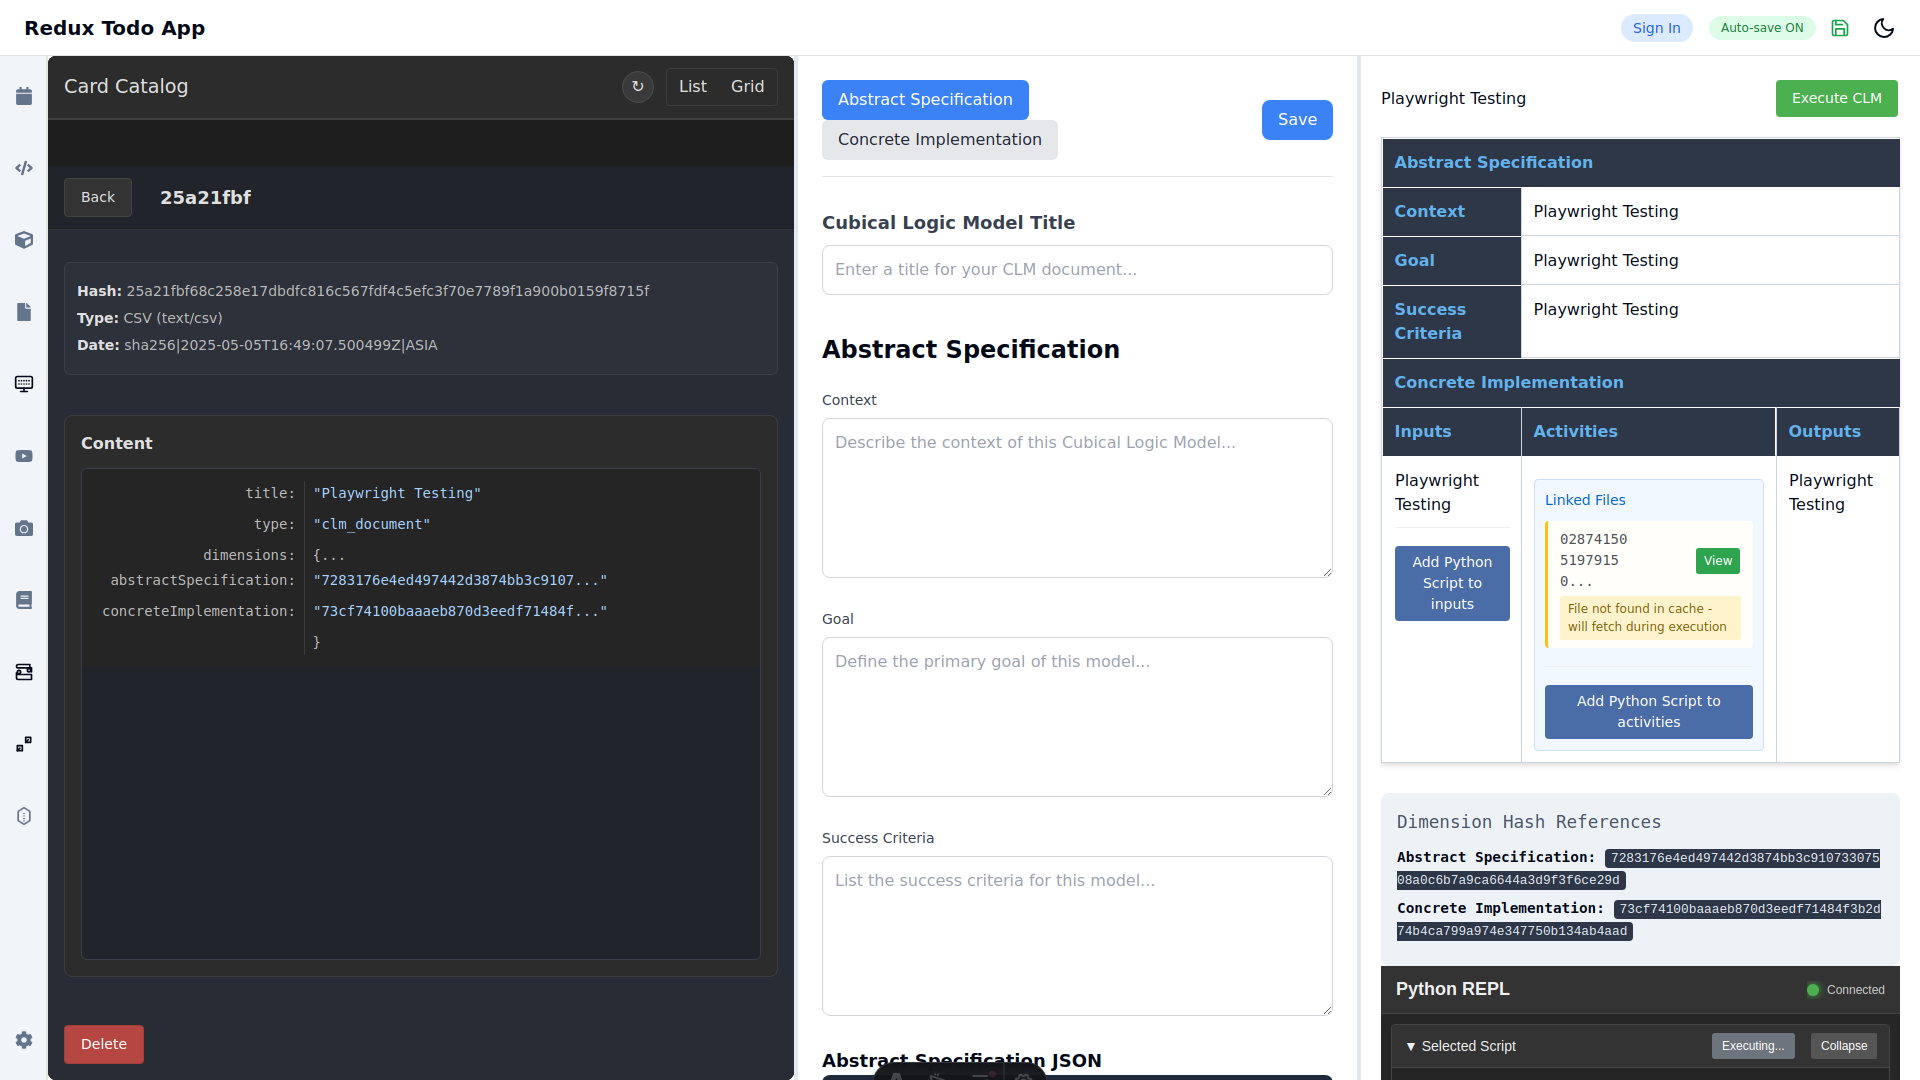 Redux Todo App
Sign In
Auto-save ON
Card Catalog
↻
List
Grid
Back
25a21fbf
Hash: 25a21fbf68c258e17dbdfc816c567fdf4c5efc3f70e7789f1a900b0159f8715f
Type: CSV (text/csv)
Date: sha256|2025-05-05T16:49:07.500499Z|ASIA
Content
title: "Playwright Testing"
type: "clm_document"
dimensions: {...
abstractSpecification: "7283176e4ed497442d3874bb3c9107..."
concreteImplementation: "73cf74100baaaeb870d3eedf71484f..."
}
Delete
Abstract Specification
Concrete Implementation
Save
Cubical Logic Model Title
Enter a title for your CLM document...
Abstract Specification
Context
Describe the context of this Cubical Logic Model...
Goal
Define the primary goal of this model...
Success Criteria
List the success criteria for this model...
Abstract Specification JSON
Playwright Testing
Execute CLM
Abstract Specification
Context
Playwright Testing
Goal
Playwright Testing
Success
Criteria
Playwright Testing
Concrete Implementation
Inputs
Activities
Outputs
Playwright
Testing
Add Python
Script to
inputs
Linked Files
02874150
5197915
0...
View
File not found in cache -
will fetch during execution
Add Python Script to
activities
Playwright
Testing
Dimension Hash References
Abstract Specification: 7283176e4ed497442d3874bb3c910733075
08a0c6b7a9ca6644a3d9f3f6ce29d
Concrete Implementation: 73cf74100baaaeb870d3eedf71484f3b2d
74b4ca799a974e347750b134ab4aad
Python REPL
Connected
▼ Selected Script
Executing...
Collapse